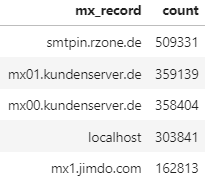 mx_record count
smtpin.rzone.de 509331
mx01.kundenserver.de 359139
mx00.kundenserver.de 358404
localhost 303841
mx1.jimdo.com 162813